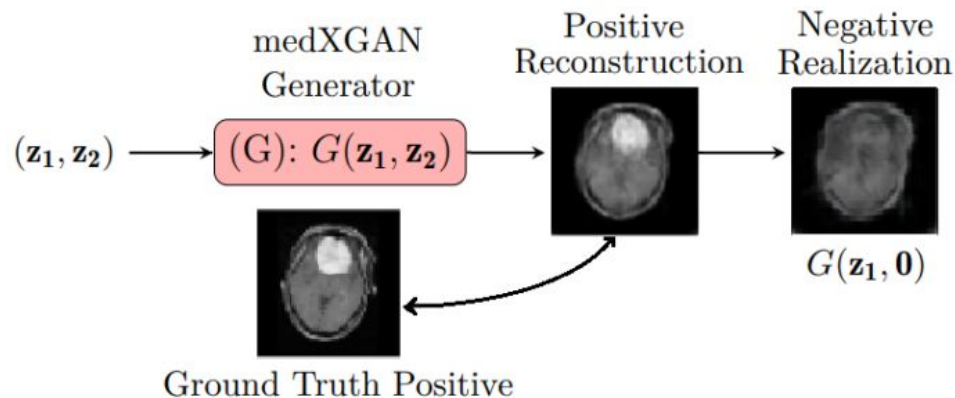 medXGAN
Generator
Positive
Reconstruction
Negative
Realization
(z₁, z₂)
(G): G(z₁, z₂)
G(z₁, 0)
Ground Truth Positive